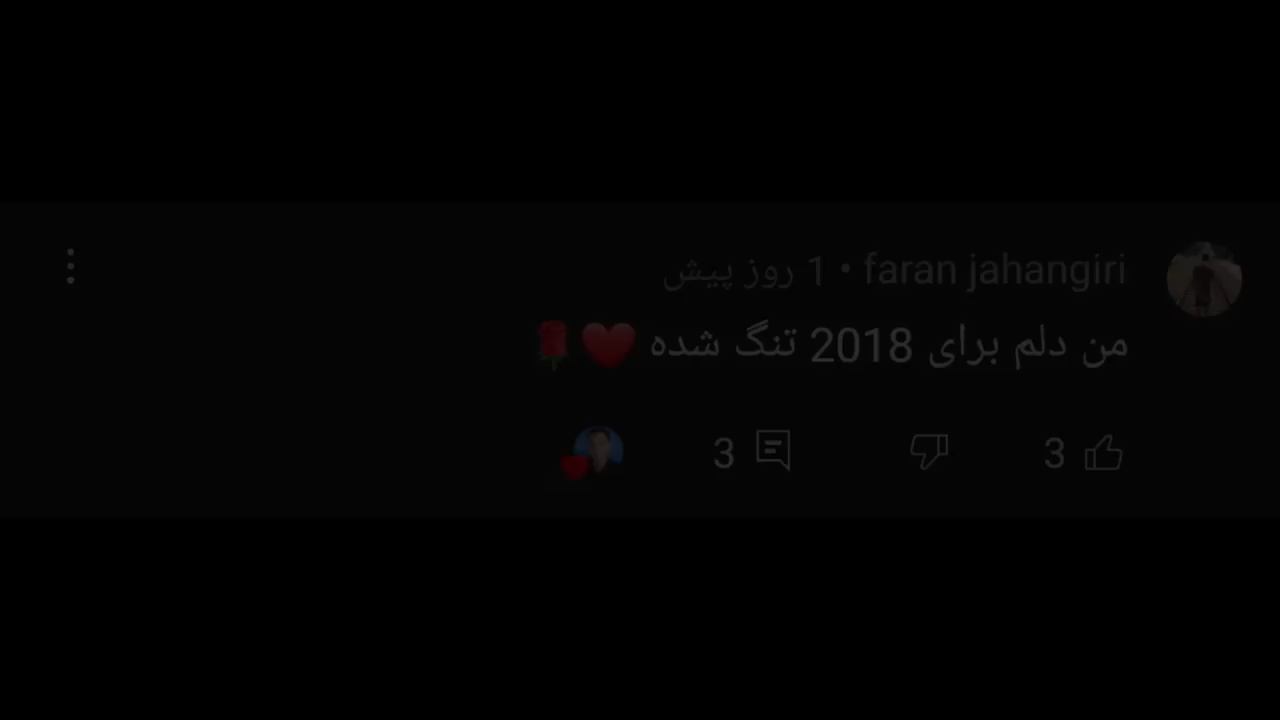 faran jahangiri • 1 روز پیش
من دلم برای 2018 تنگ شده ❤️🌹
3 3